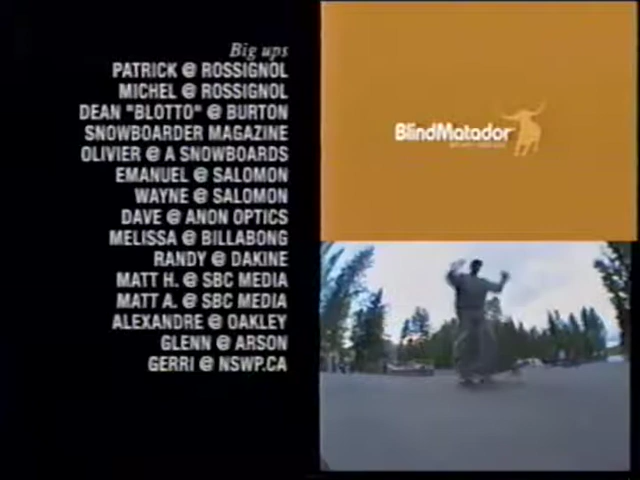 Big ups
PATRICK @ ROSSIGNOL
MICHEL @ ROSSIGNOL
DEAN "BLOTTO" @ BURTON
SNOWBOARDER MAGAZINE
OLIVIER @ A SNOWBOARDS
EMANUEL @ SALOMON
WAYNE @ SALOMON
DAVE @ ANON OPTICS
MELISSA @ BILLABONG
RANDY @ DAKINE
MATT H. @ SBC MEDIA
MATT A. @ SBC MEDIA
ALEXANDRE @ OAKLEY
GLENN @ ARSON
GERRI @ NSWP.CA
BlindMatador